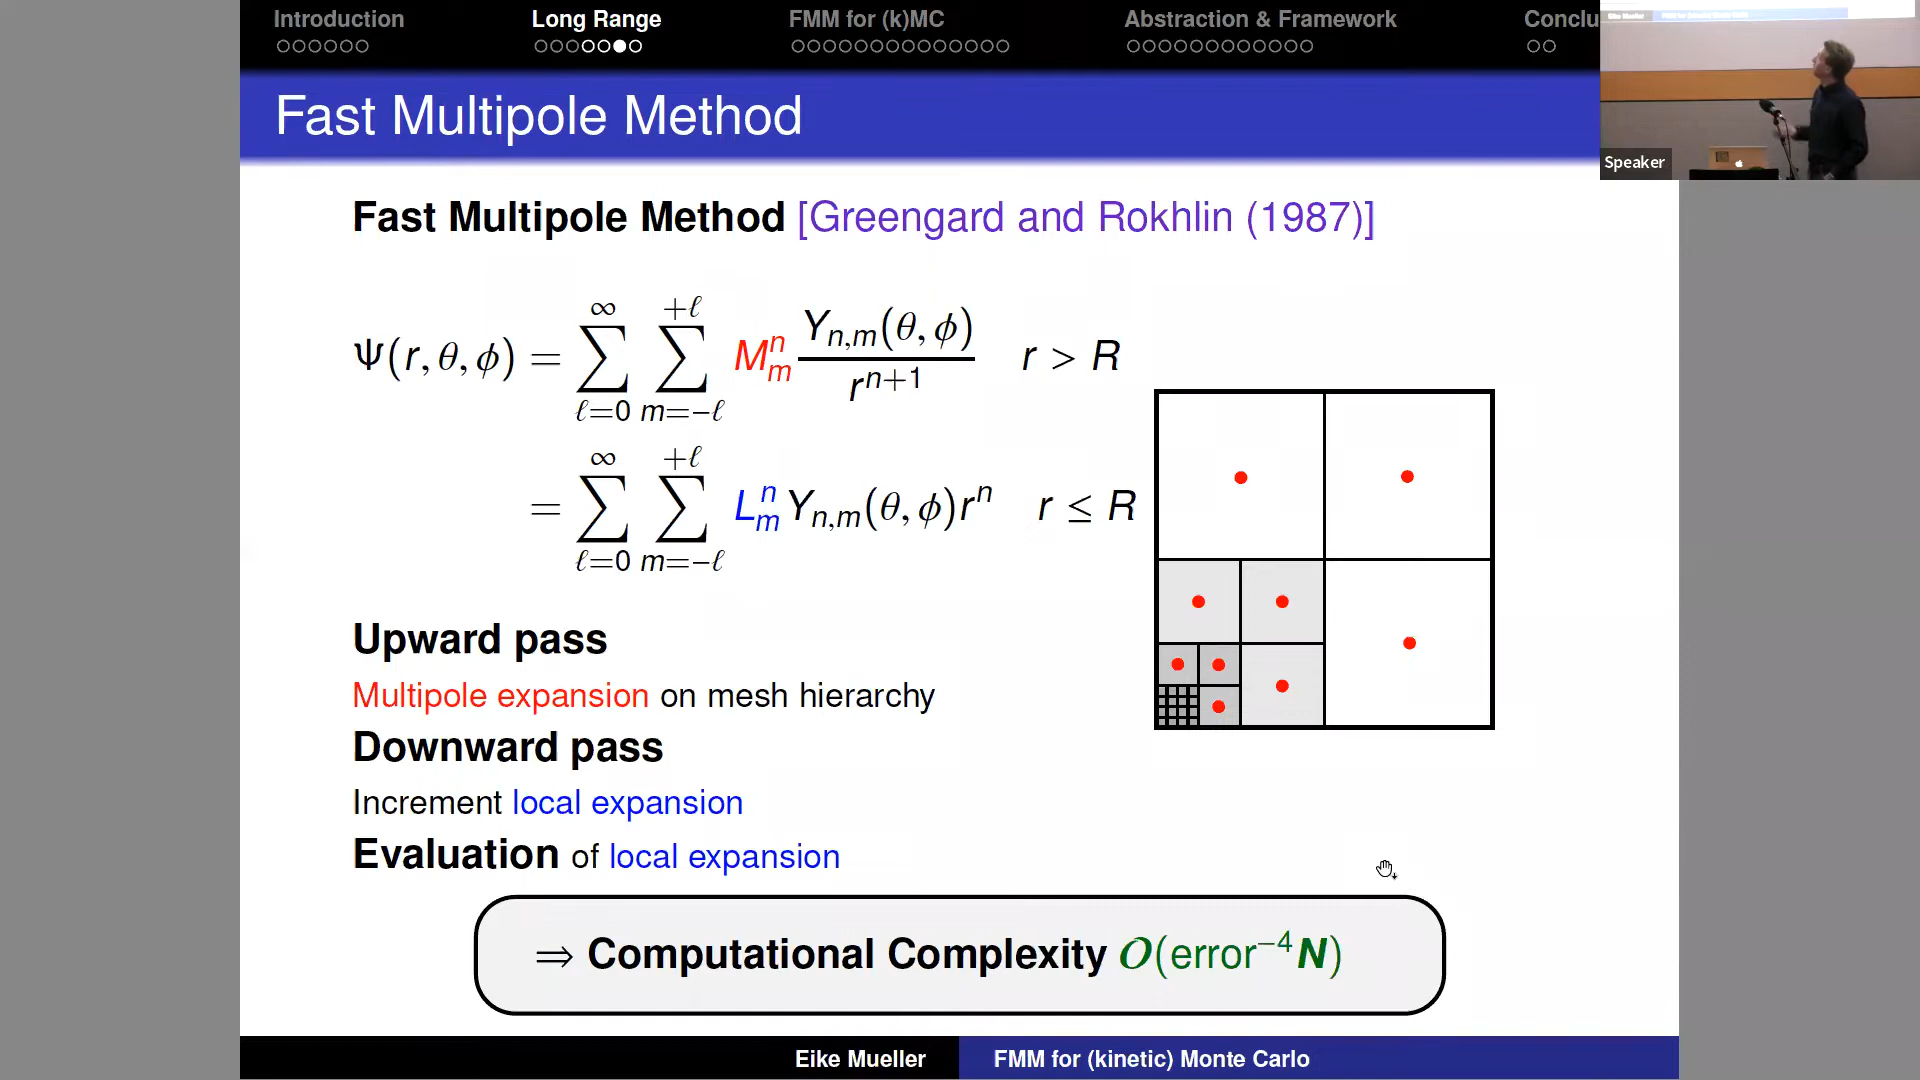 Introduction
Long Range
FMM for (k)MC
Abstraction & Framework
Conclu
Fast Multipole Method
Speaker
Fast Multipole Method [Greengard and Rokhlin (1987)]
Ψ(r, θ, ϕ) = ∑_{ℓ=0}^{∞} ∑_{m=−ℓ}^{+ℓ} M_m^n Y_{n,m}(θ, ϕ) / r^{n+1}   r > R
= ∑_{ℓ=0}^{∞} ∑_{m=−ℓ}^{+ℓ} L_m^n Y_{n,m}(θ, ϕ)r^n   r ≤ R
Upward pass
Multipole expansion on mesh hierarchy
Downward pass
Increment local expansion
Evaluation of local expansion
⇒ Computational Complexity O(error^{−4}N)
Eike Mueller
FMM for (kinetic) Monte Carlo